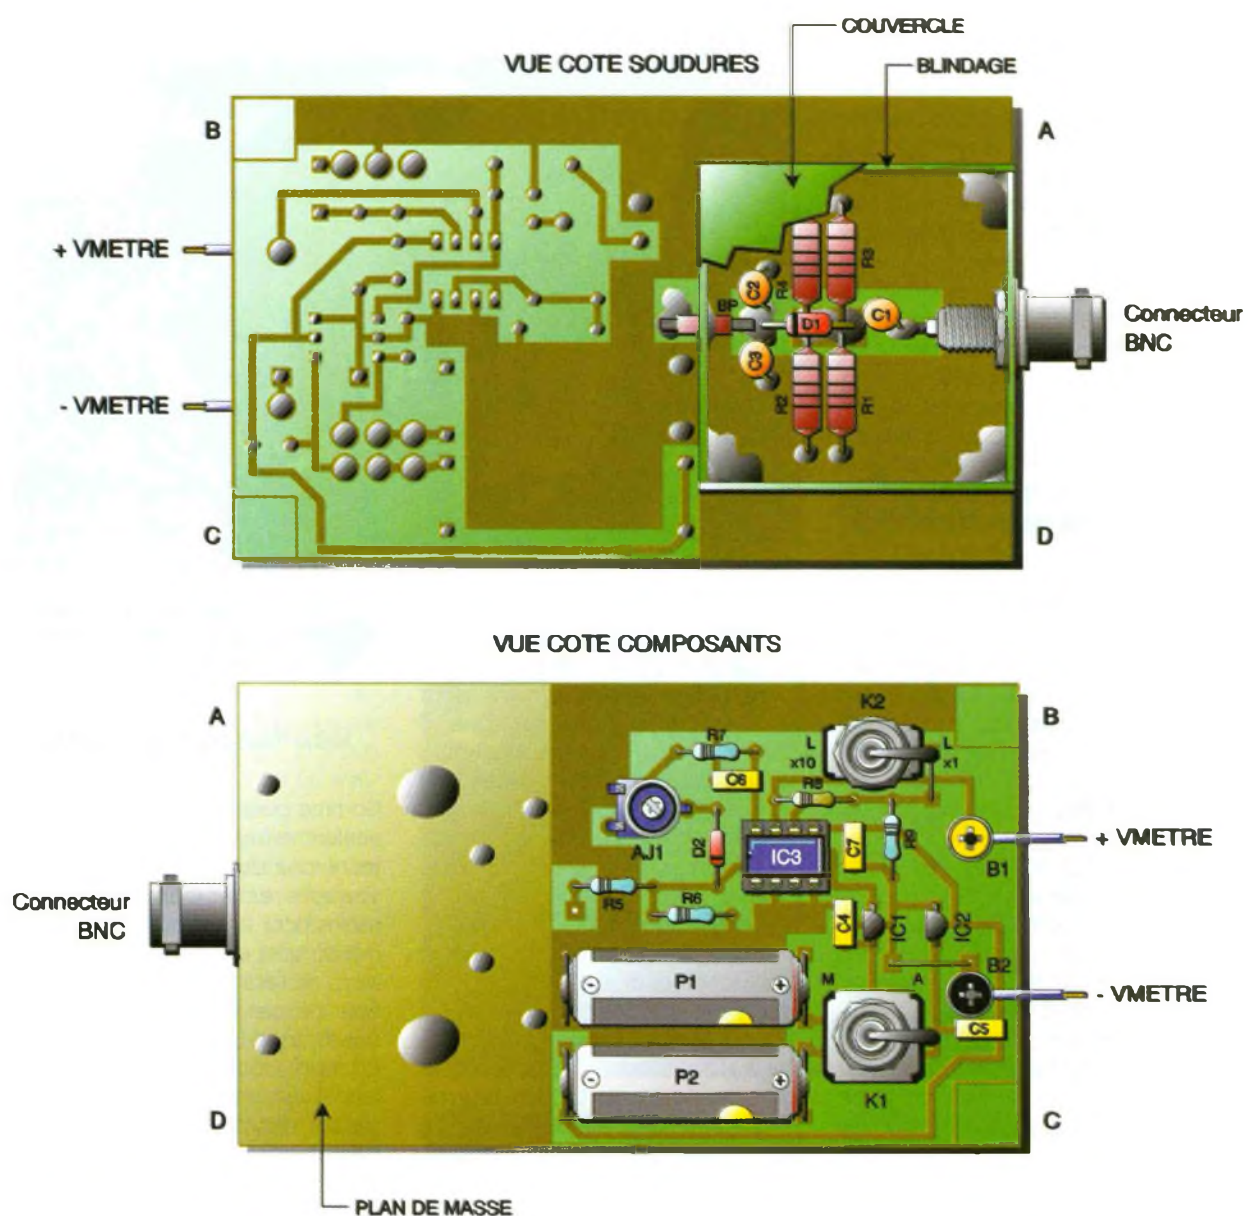 COUVERCLE
VUE COTE SOUDURES
BLINDAGE
B
A
+ VMETRE
R4
R3
C2
BP
D1
C1
Connecteur
BNC
C3
- VMETRE
R2
R1
C
D
VUE COTE COMPOSANTS
A
K2
B
R7
L
x10
L
x1
C6
R8
AJ1
D2
IC3
C7
R9
+ VMETRE
B1
Connecteur
BNC
R5
R6
C4
IC1
IC2
B2
- VMETRE
P1
M
A
C5
P2
K1
D
C
PLAN DE MASSE